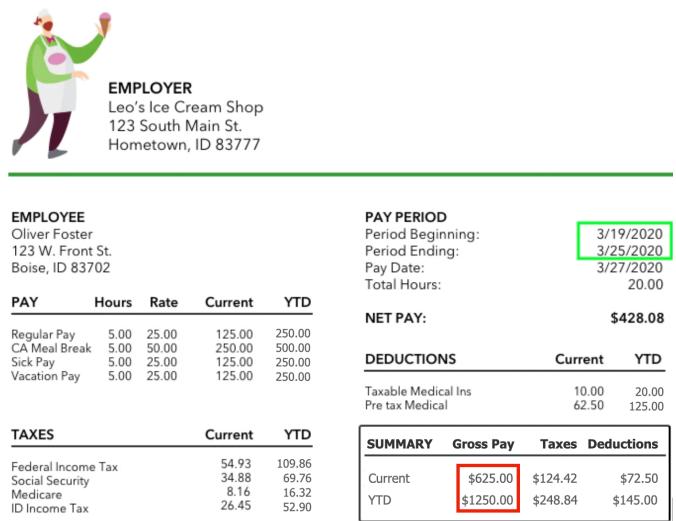 EMPLOYER
Leo's Ice Cream Shop
123 South Main St.
Hometown, ID 83777
EMPLOYEE
Oliver Foster
123 W. Front St.
Boise, ID 83702
PAY Hours Rate Current YTD
Regular Pay 5.00 25.00 125.00 250.00
CA Meal Break 5.00 50.00 250.00 500.00
Sick Pay 5.00 25.00 125.00 250.00
Vacation Pay 5.00 25.00 125.00 250.00
TAXES Current YTD
Federal Income Tax 54.93 109.86
Social Security 34.88 69.76
Medicare 8.16 16.32
ID Income Tax 26.45 52.90
PAY PERIOD
Period Beginning: 3/19/2020
Period Ending: 3/25/2020
Pay Date: 3/27/2020
Total Hours: 20.00
NET PAY: $428.08
DEDUCTIONS Current YTD
Taxable Medical Ins 10.00 20.00
Pre tax Medical 62.50 125.00
SUMMARY Gross Pay Taxes Deductions
Current $625.00 $124.42 $72.50
YTD $1250.00 $248.84 $145.00